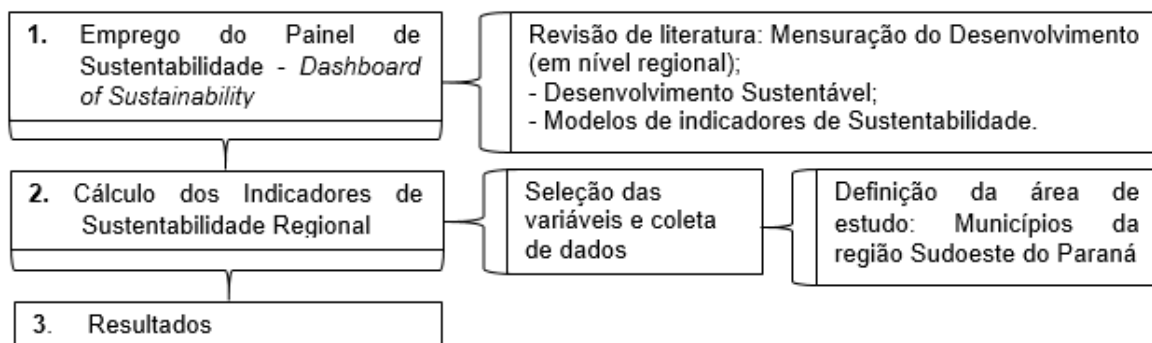 1. Emprego do Painel de
Sustentabilidade - Dashboard
of Sustainability
Revisão de literatura: Mensuração do Desenvolvimento
(em nível regional);
- Desenvolvimento Sustentável;
- Modelos de indicadores de Sustentabilidade.
2. Cálculo dos Indicadores de
Sustentabilidade Regional
Seleção das
variáveis e coleta
de dados
Definição da área de
estudo: Municípios da
região Sudoeste do Paraná
3. Resultados